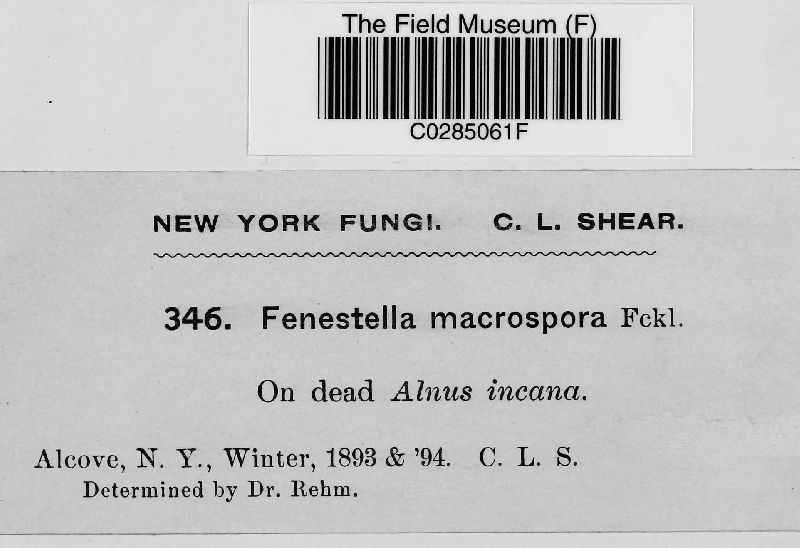 The Field Museum (F)
C0285061F
NEW YORK FUNGI. C. L. SHEAR.
346. Fenestella macrospora Fckl.
On dead Alnus incana.
Alcove, N. Y., Winter, 1893 & '94. C. L. S.
Determined by Dr. Rehm.